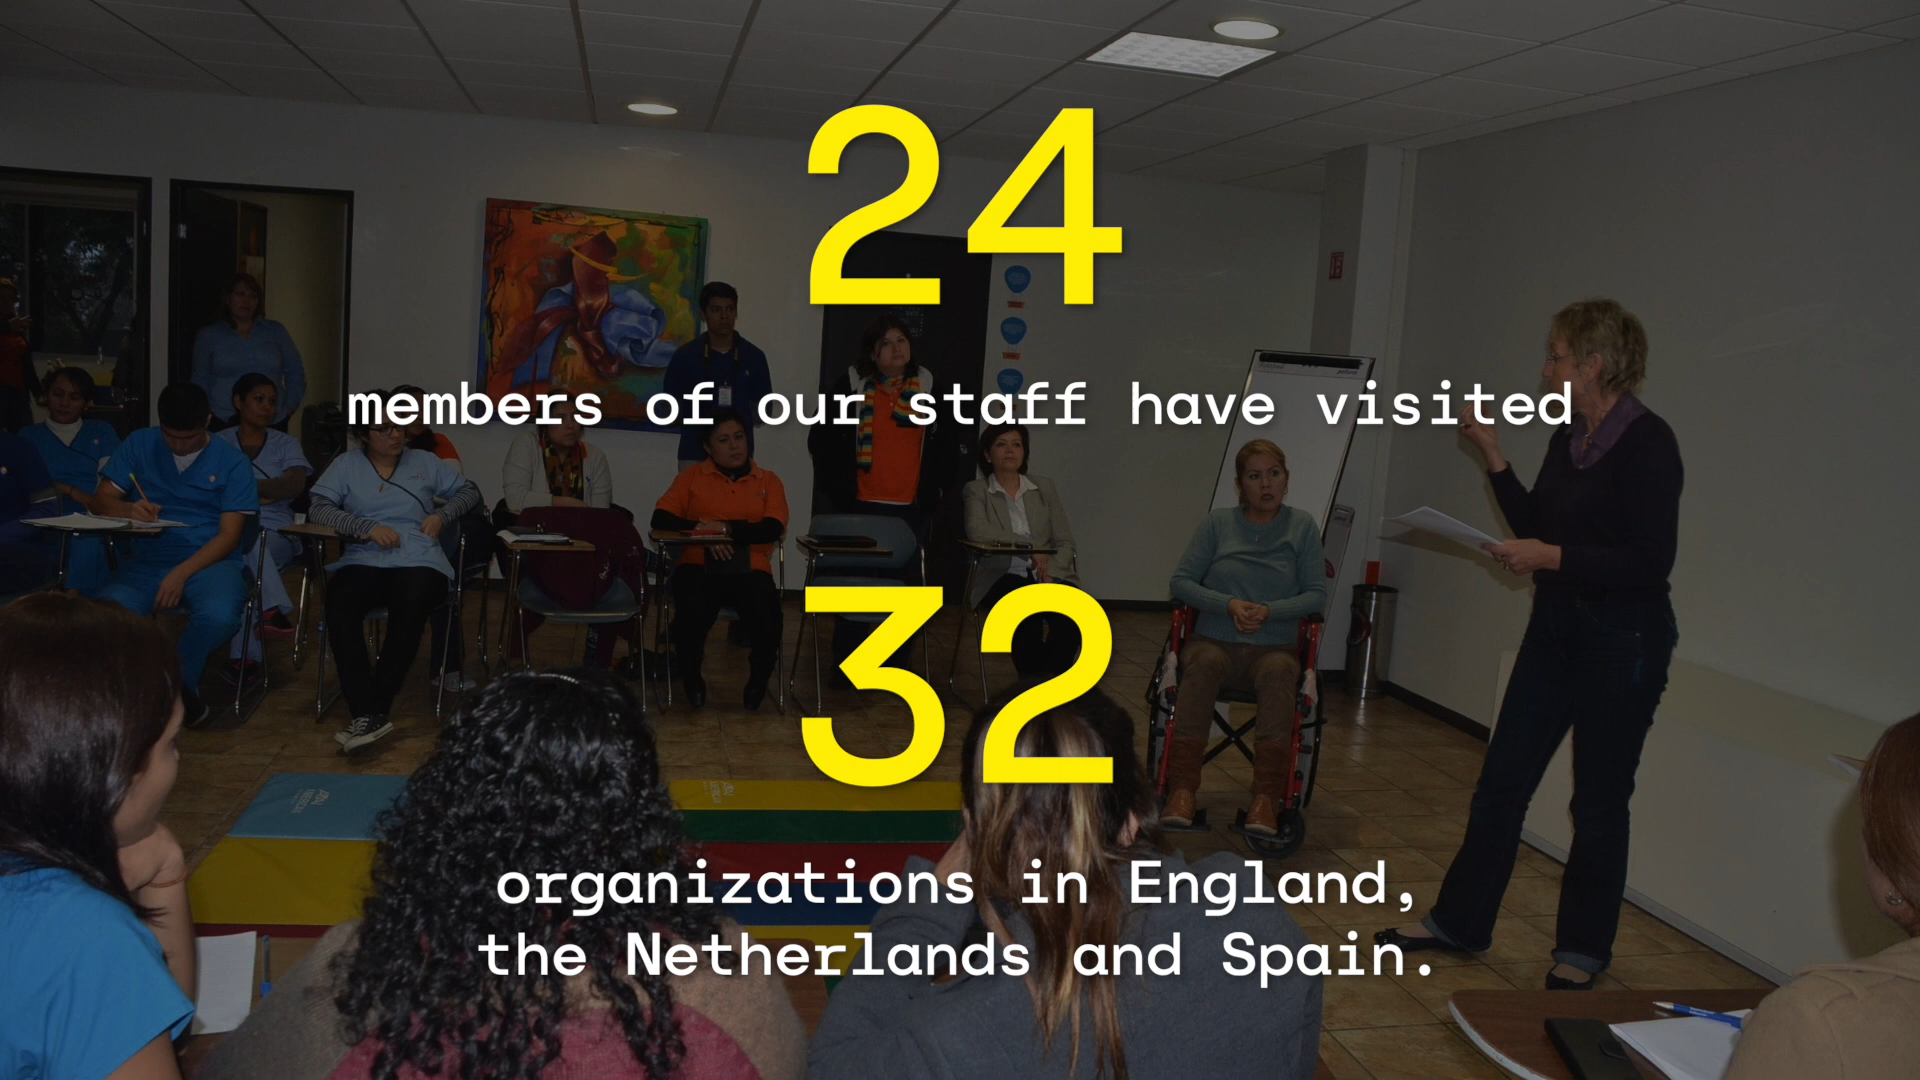 24
members of our staff have visited
32
organizations in England,
the Netherlands and Spain.